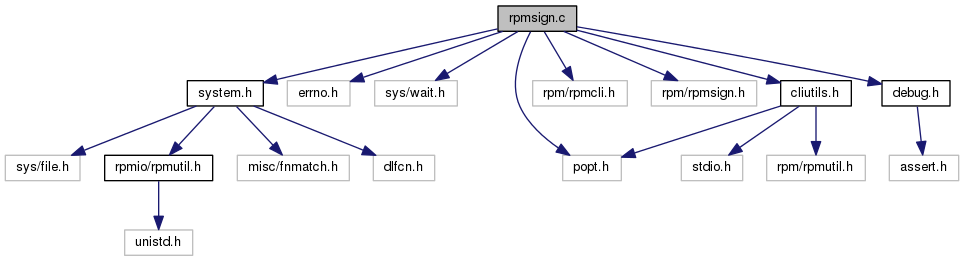 rpmsign.c
system.h
errno.h
sys/wait.h
rpm/rpmcli.h
rpm/rpmsign.h
cliutils.h
debug.h
sys/file.h
rpmio/rpmutil.h
misc/fnmatch.h
dlfcn.h
popt.h
stdio.h
rpm/rpmutil.h
assert.h
unistd.h